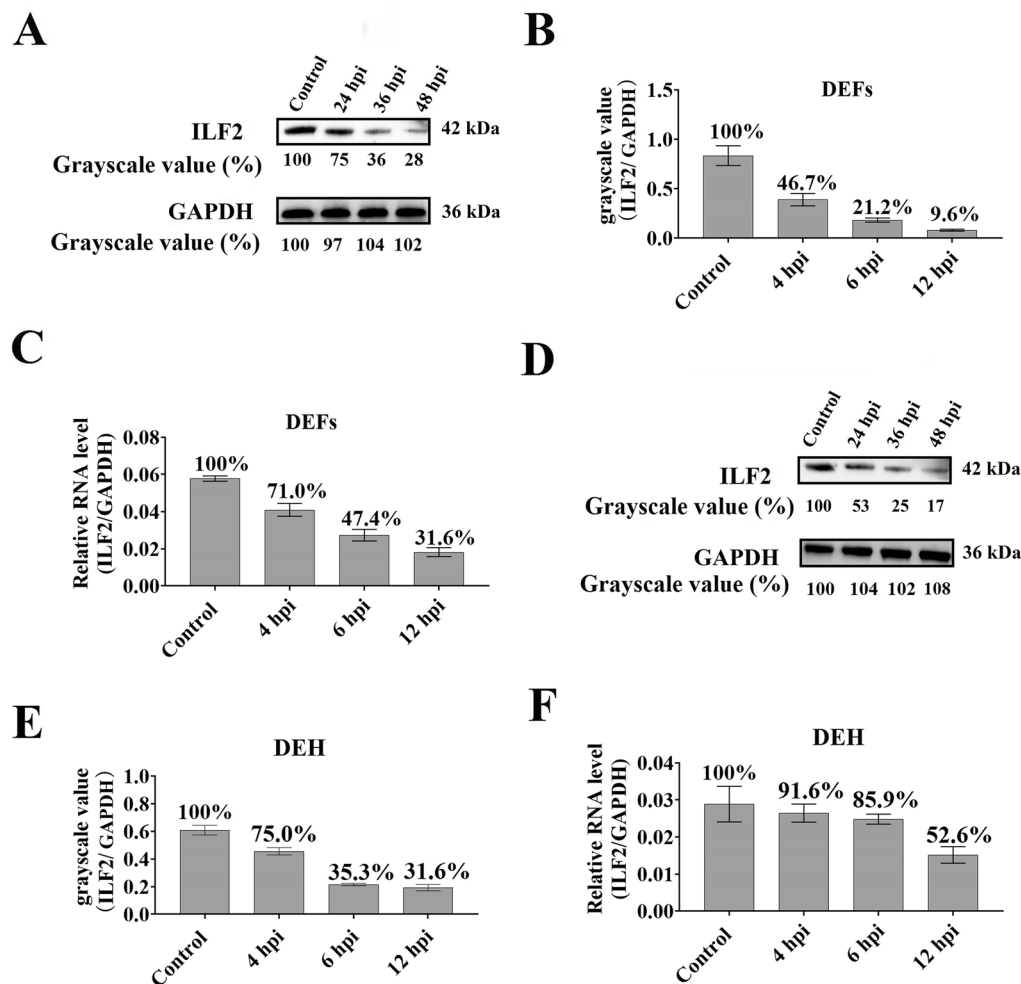 A
Control 24 hpi 36 hpi 48 hpi
ILF2 42 kDa
Grayscale value (%) 100 75 36 28
GAPDH 36 kDa
Grayscale value (%) 100 97 104 102
B
DEFs
grayscale value
(ILF2/ GAPDH)
1.5
1.0
0.5
0.0
100%
46.7%
21.2%
9.6%
Control 4 hpi 6 hpi 12 hpi
C
DEFs
Relative RNA level
(ILF2/GAPDH)
0.08
0.06
0.04
0.02
0.00
100%
71.0%
47.4%
31.6%
Control 4 hpi 6 hpi 12 hpi
D
Control 24 hpi 36 hpi 48 hpi
ILF2 42 kDa
Grayscale value (%) 100 53 25 17
GAPDH 36 kDa
Grayscale value (%) 100 104 102 108
E
DEH
grayscale value
(ILF2/ GAPDH)
1.0
0.8
0.6
0.4
0.2
0.0
100%
75.0%
35.3%
31.6%
Control 4 hpi 6 hpi 12 hpi
F
DEH
Relative RNA level
(ILF2/GAPDH)
0.04
0.03
0.02
0.01
0.00
100%
91.6%
85.9%
52.6%
Control 4 hpi 6 hpi 12 hpi